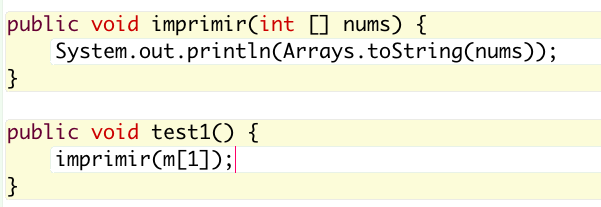 public void imprimir(int [] nums) {
    System.out.println(Arrays.toString(nums));
}
public void test1() {
    imprimir(m[1]);
}